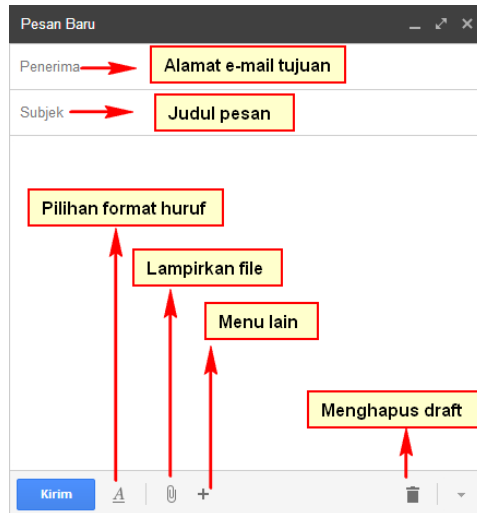 Pesan Baru
Penerima Alamat e-mail tujuan
Subjek Judul pesan
Pilihan format huruf
Lampirkan file
Menu lain
Menghapus draft
Kirim A